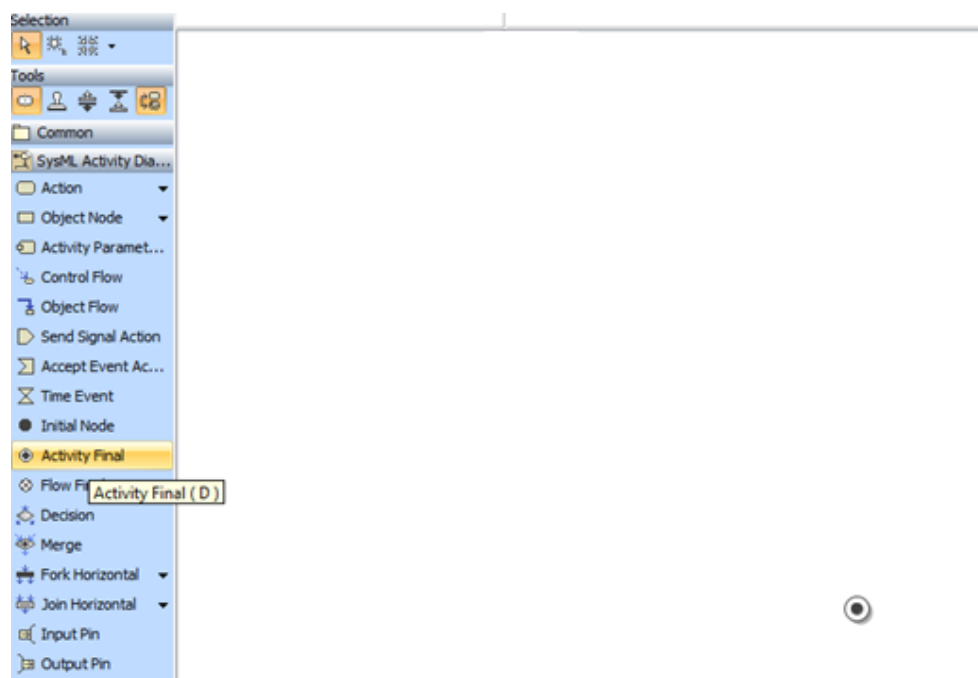 Selection
Tools
Common
SysML Activity Dia...
Action
Object Node
Activity Paramet...
Control Flow
Object Flow
Send Signal Action
Accept Event Ac...
Time Event
Initial Node
Activity Final
Flow Fi
Activity Final ( D )
Decision
Merge
Fork Horizontal
Join Horizontal
Input Pin
Output Pin